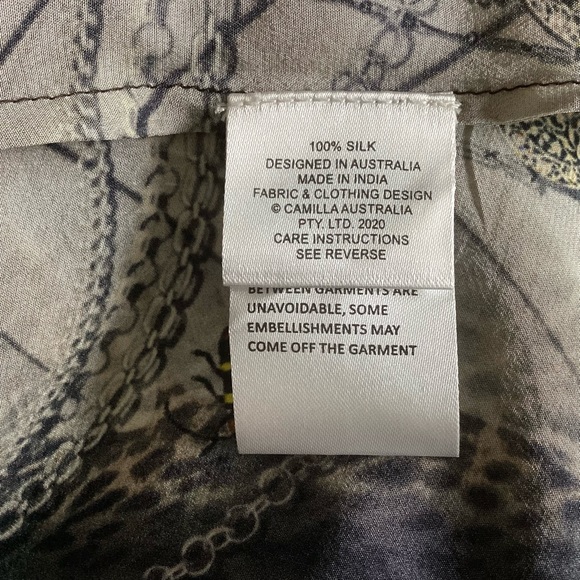 100% SILK
DESIGNED IN AUSTRALIA
MADE IN INDIA
FABRIC & CLOTHING DESIGN
© CAMILLA AUSTRALIA
PTY. LTD. 2020
CARE INSTRUCTIONS
SEE REVERSE
BETWEEN GARMENTS ARE
UNAVOIDABLE, SOME
EMBELLISHMENTS MAY
COME OFF THE GARMENT